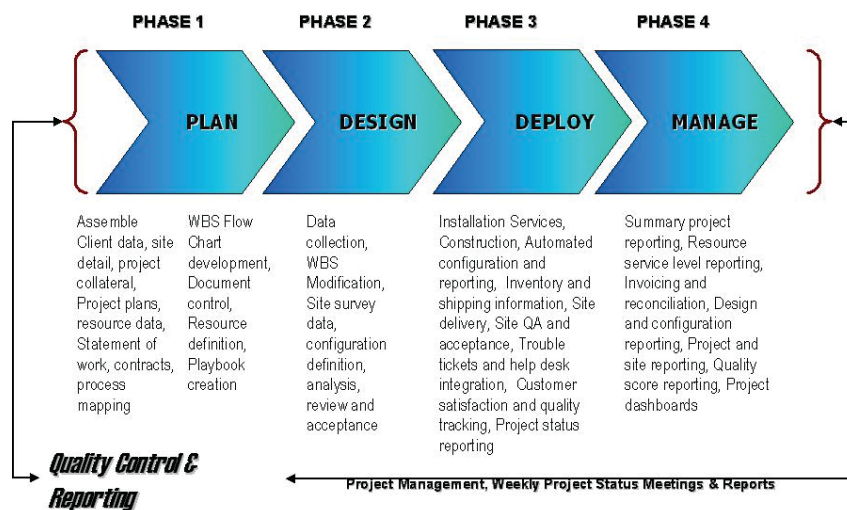 PHASE 1
PHASE 2
PHASE 3
PHASE 4
PLAN
DESIGN
DEPLOY
MANAGE
Assemble
Client data, site
detail, project
collateral,
Project plans,
resource data,
Statement of
work, contracts,
process
mapping
WBS Flow
Chart
development,
Document
control,
Resource
definition,
Playbook
creation
Data
collection,
WBS
Modification,
Site survey
data,
configuration
definition,
analysis,
review and
acceptance
Installation Services,
Construction, Automated
configuration and
reporting, Inventory and
shipping information, Site
delivery, Site QA and
acceptance, Trouble
tickets and help desk
integration, Customer
satisfaction and quality
tracking, Project status
reporting
Summary project
reporting, Resource
service level reporting,
Invoicing and
reconciliation, Design
and configuration
reporting, Project and
site reporting, Quality
score reporting, Project
dashboards
Quality Control &
Reporting
Project Management, Weekly Project Status Meetings & Reports